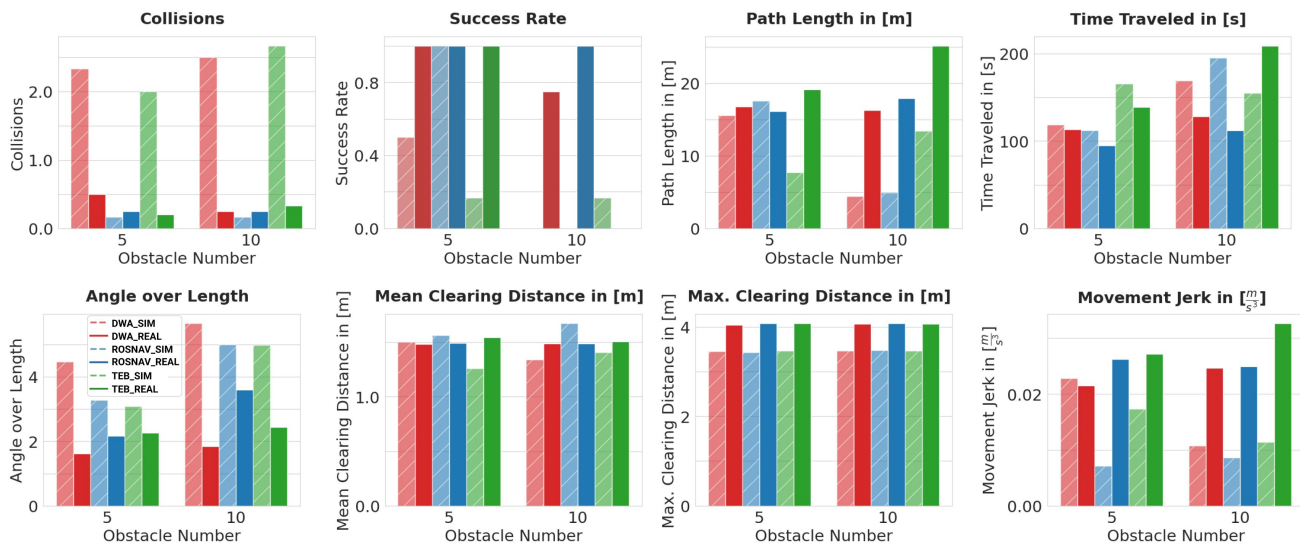 Collisions
Collisions
2.0
1.0
0.0
5
10
Obstacle Number
Success Rate
Success Rate
0.8
0.4
0.0
5
10
Obstacle Number
Path Length in [m]
Path Length in [m]
20
10
0
5
10
Obstacle Number
Time Traveled in [s]
Time Traveled in [s]
200
100
0
5
10
Obstacle Number
Angle over Length
Angle over Length
4
2
0
DWA_SIM
DWA_REAL
ROSNAV_SIM
ROSNAV_REAL
TEB_SIM
TEB_REAL
5
10
Obstacle Number
Mean Clearing Distance in [m]
Mean Clearing Distance in [m]
1.0
0.0
5
10
Obstacle Number
Max. Clearing Distance in [m]
Max. Clearing Distance in [m]
4
2
0
5
10
Obstacle Number
Movement Jerk in [m/s³]
Movement Jerk in [m/s³]
0.02
0.00
5
10
Obstacle Number